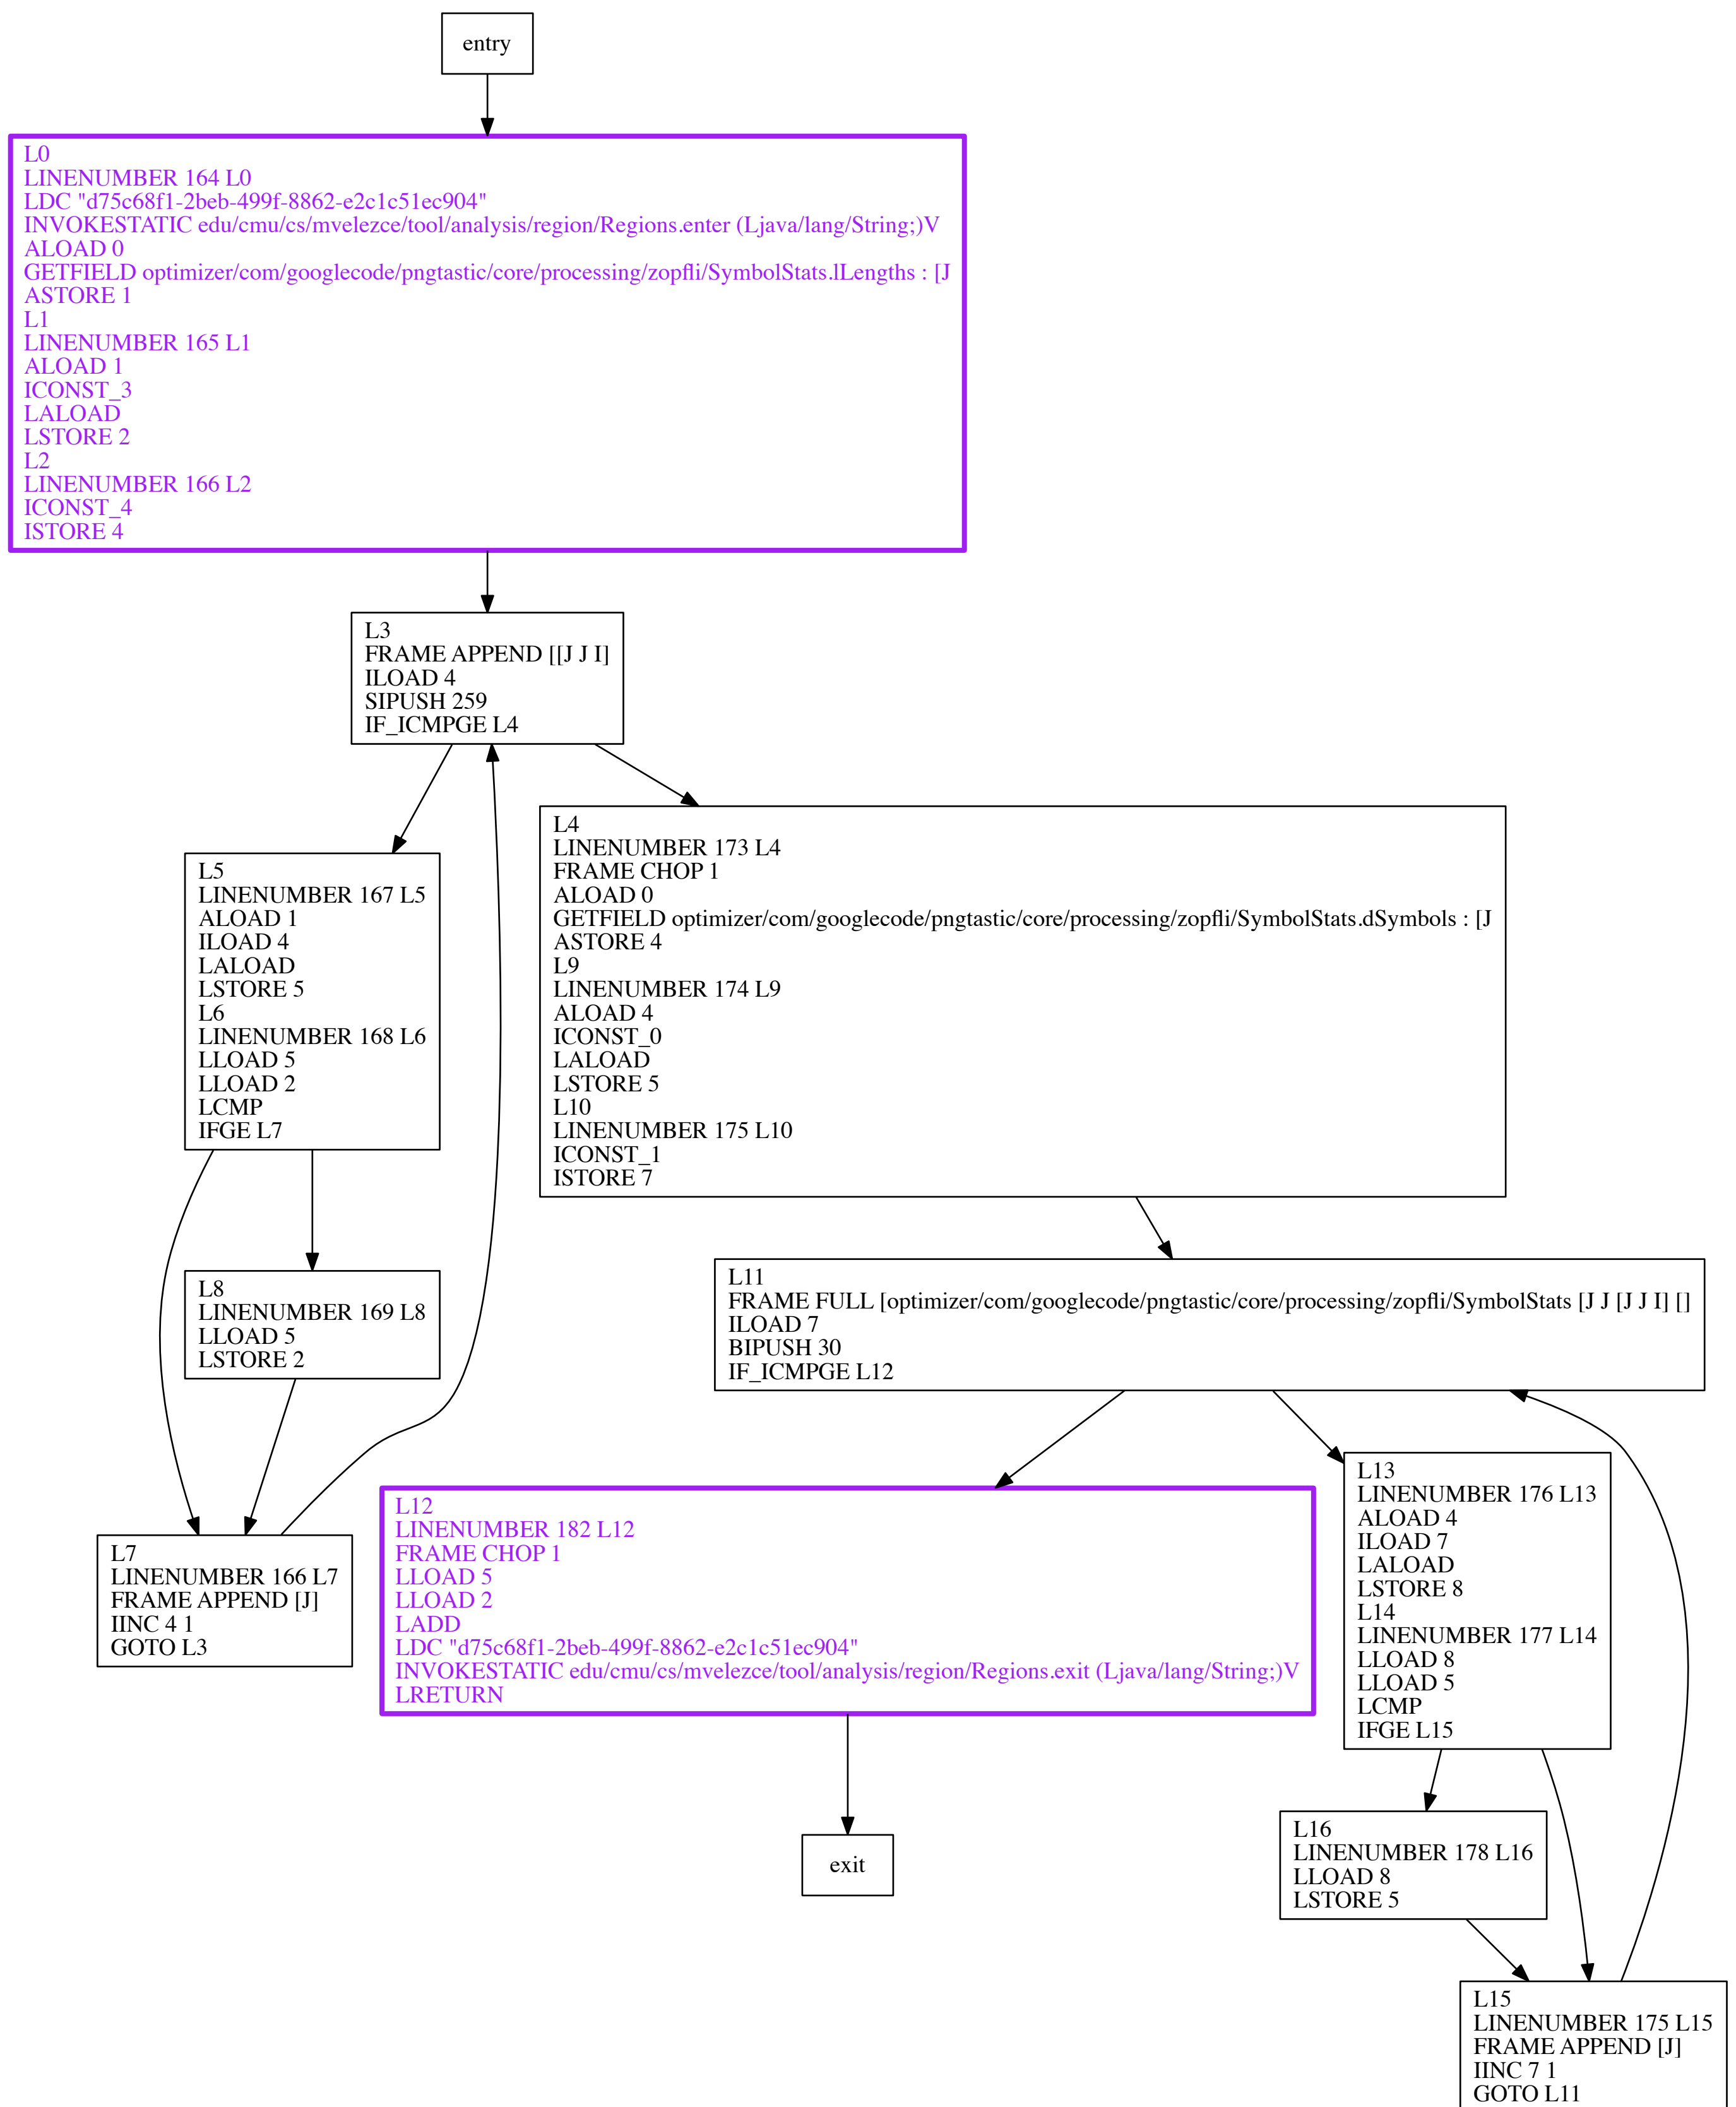 entry
L0
LINENUMBER 164 L0
LDC "d75c68f1-2beb-499f-8862-e2c1c51ec904"
INVOKESTATIC edu/cmu/cs/mvelezce/tool/analysis/region/Regions.enter (Ljava/lang/String;)V
ALOAD 0
GETFIELD optimizer/com/googlecode/pngtastic/core/processing/zopfli/SymbolStats.lLengths : [J
ASTORE 1
L1
LINENUMBER 165 L1
ALOAD 1
ICONST_3
LALOAD
LSTORE 2
L2
LINENUMBER 166 L2
ICONST_4
ISTORE 4
L3
FRAME APPEND [[J J I]
ILOAD 4
SIPUSH 259
IF_ICMPGE L4
L5
LINENUMBER 167 L5
ALOAD 1
ILOAD 4
LALOAD
LSTORE 5
L6
LINENUMBER 168 L6
LLOAD 5
LLOAD 2
LCMP
IFGE L7
L4
LINENUMBER 173 L4
FRAME CHOP 1
ALOAD 0
GETFIELD optimizer/com/googlecode/pngtastic/core/processing/zopfli/SymbolStats.dSymbols : [J
ASTORE 4
L9
LINENUMBER 174 L9
ALOAD 4
ICONST_0
LALOAD
LSTORE 5
L10
LINENUMBER 175 L10
ICONST_1
ISTORE 7
L8
LINENUMBER 169 L8
LLOAD 5
LSTORE 2
L11
FRAME FULL [optimizer/com/googlecode/pngtastic/core/processing/zopfli/SymbolStats [J J [J J I] []
ILOAD 7
BIPUSH 30
IF_ICMPGE L12
L7
LINENUMBER 166 L7
FRAME APPEND [J]
IINC 4 1
GOTO L3
L12
LINENUMBER 182 L12
FRAME CHOP 1
LLOAD 5
LLOAD 2
LADD
LDC "d75c68f1-2beb-499f-8862-e2c1c51ec904"
INVOKESTATIC edu/cmu/cs/mvelezce/tool/analysis/region/Regions.exit (Ljava/lang/String;)V
LRETURN
L13
LINENUMBER 176 L13
ALOAD 4
ILOAD 7
LALOAD
LSTORE 8
L14
LINENUMBER 177 L14
LLOAD 8
LLOAD 5
LCMP
IFGE L15
exit
L16
LINENUMBER 178 L16
LLOAD 8
LSTORE 5
L15
LINENUMBER 175 L15
FRAME APPEND [J]
IINC 7 1
GOTO L11